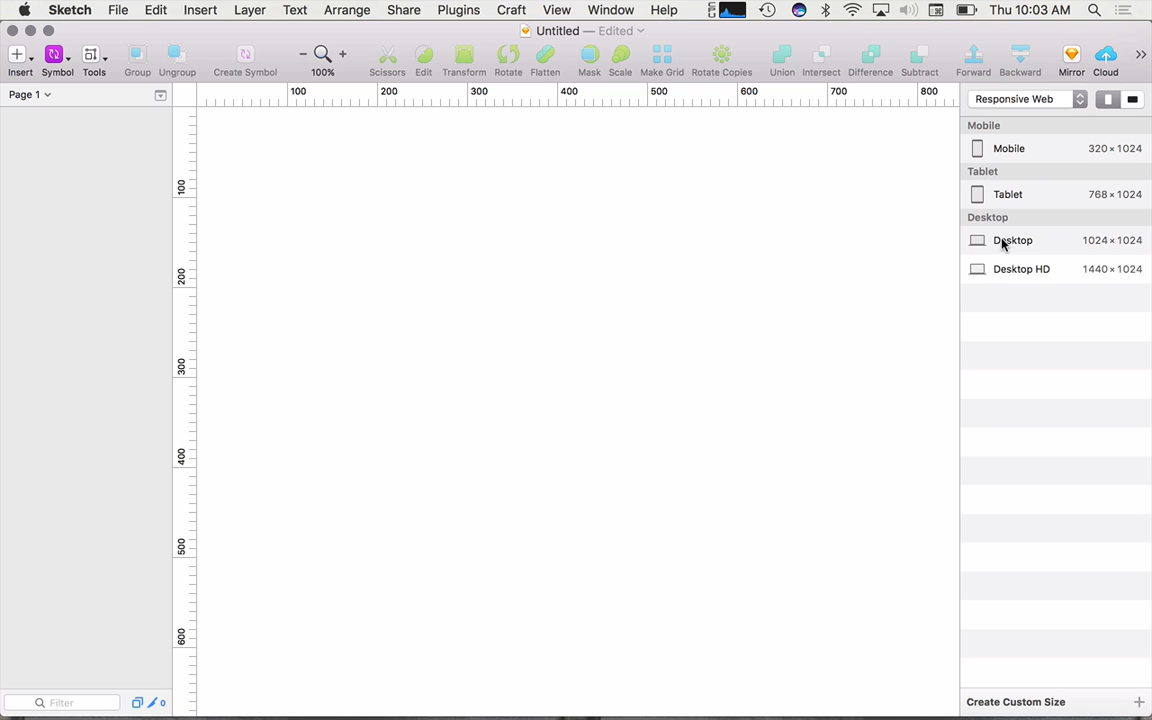 Sketch File Edit Insert Layer Text Arrange Share Plugins Craft View Window Help Thu 10:03 AM
Untitled — Edited
Insert Symbol Tools Group Ungroup Create Symbol 100% Scissors Edit Transform Rotate Flatten Mask Scale Make Grid Rotate Copies Union Intersect Difference Subtract Forward Backward Mirror Cloud
Page 1
100 200 300 400 500 600 700 800
Responsive Web
Mobile
Mobile 320 × 1024
Tablet
Tablet 768 × 1024
Desktop
Desktop 1024 × 1024
Desktop HD 1440 × 1024
100
200
300
400
500
600
Filter 0
Create Custom Size